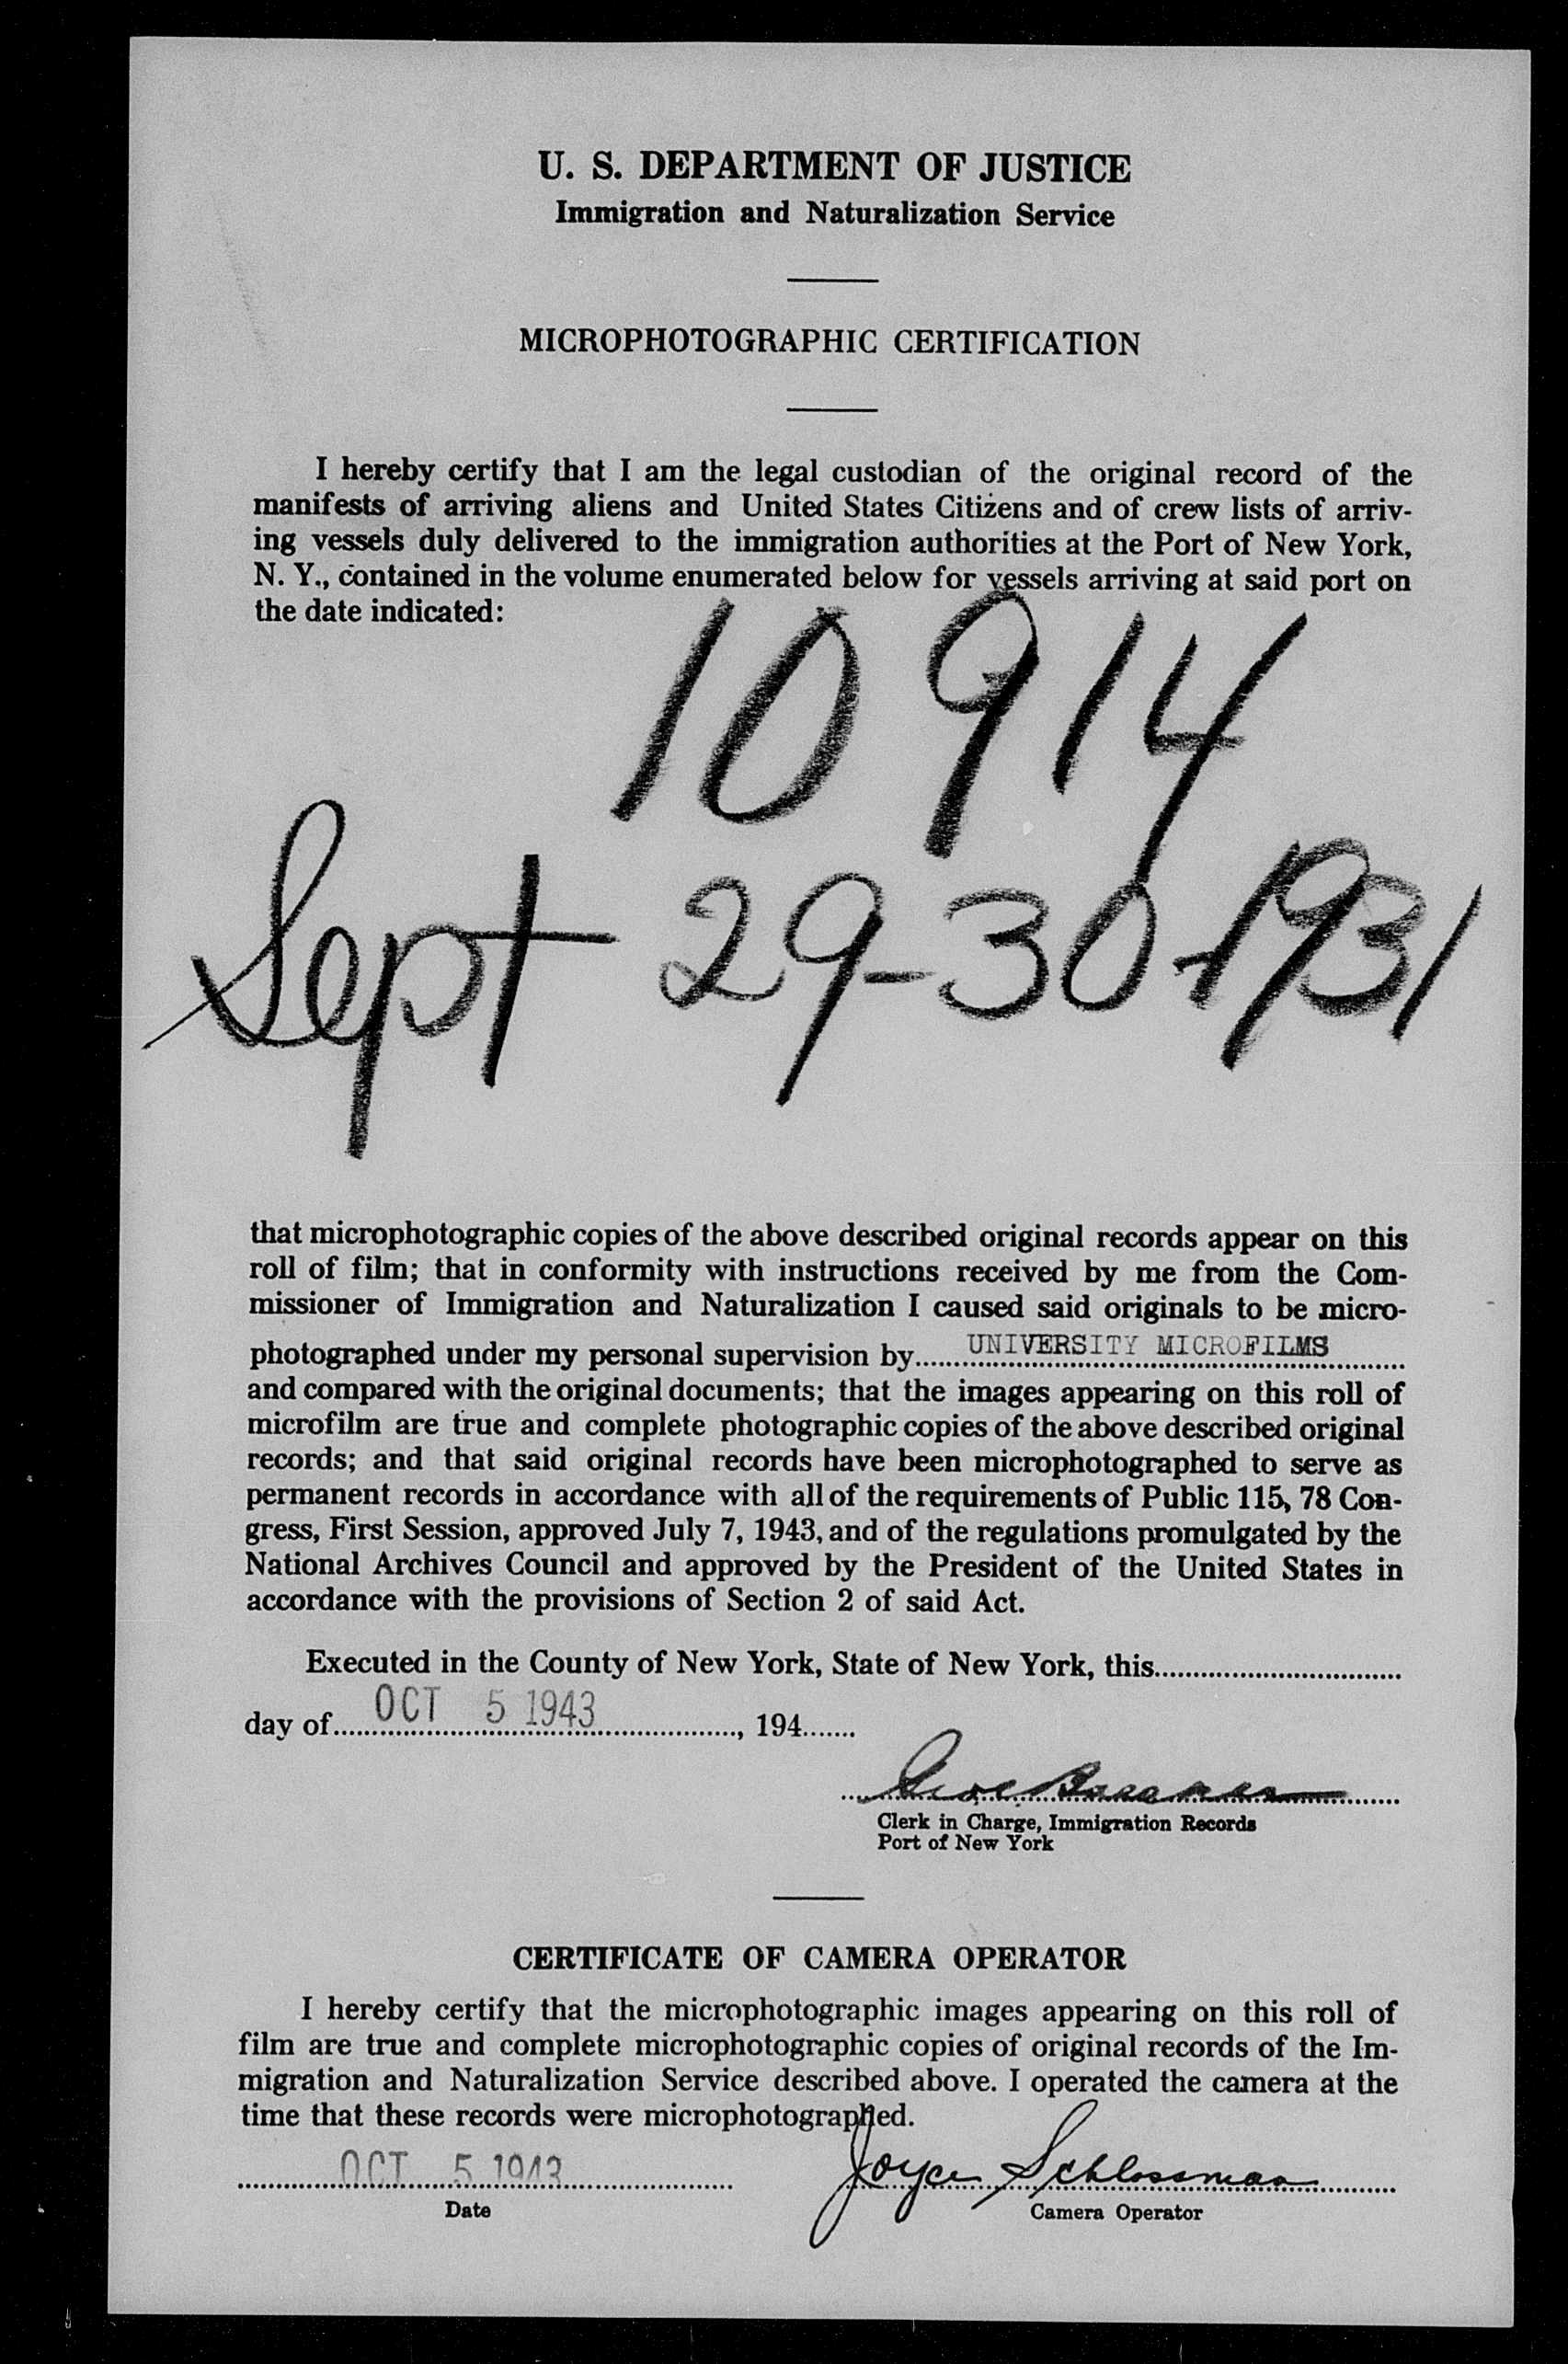 U. S. DEPARTMENT OF JUSTICE
Immigration and Naturalization Service
MICROPHOTOGRAPHIC CERTIFICATION
I hereby certify that I am the legal custodian of the original record of the
manifests of arriving aliens and United States Citizens and of crew lists of arriv-
ing vessels duly delivered to the immigration authorities at the Port of New York,
N. Y., contained in the volume enumerated below for vessels arriving at said port on
the date indicated:
10914
Sept 29-30-1931
that microphotographic copies of the above described original records appear on this
roll of film; that in conformity with instructions received by me from the Com-
missioner of Immigration and Naturalization I caused said originals to be micro-
photographed under my personal supervision by UNIVERSITY MICROFILMS
and compared with the original documents; that the images appearing on this roll of
microfilm are true and complete photographic copies of the above described original
records; and that said original records have been microphotographed to serve as
permanent records in accordance with all of the requirements of Public 115, 78 Con-
gress, First Session, approved July 7, 1943, and of the regulations promulgated by the
National Archives Council and approved by the President of the United States in
accordance with the provisions of Section 2 of said Act.
Executed in the County of New York, State of New York, this
day of OCT 5 1943, 194
Clerk in Charge, Immigration Records
Port of New York
CERTIFICATE OF CAMERA OPERATOR
I hereby certify that the microphotographic images appearing on this roll of
film are true and complete microphotographic copies of original records of the Im-
migration and Naturalization Service described above. I operated the camera at the
time that these records were microphotographed.
OCT 5 1943 Joyce Schlossman
Date Camera Operator